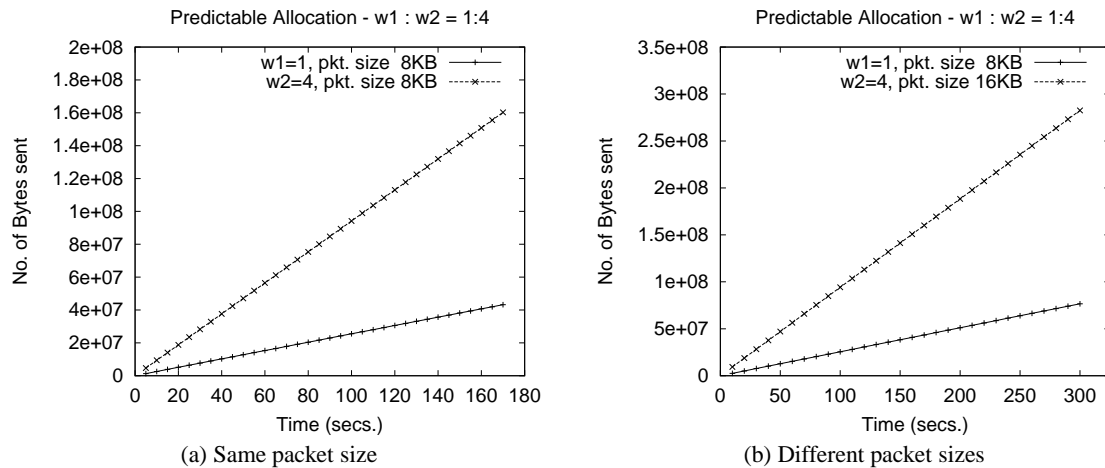 Predictable Allocation - w1 : w2 = 1:4
2e+08
1.8e+08
1.6e+08
1.4e+08
1.2e+08
1e+08
8e+07
6e+07
4e+07
2e+07
0
No. of Bytes sent
w1=1, pkt. size 8KB
w2=4, pkt. size 8KB
0 20 40 60 80 100 120 140 160 180
Time (secs.)
(a) Same packet size
Predictable Allocation - w1 : w2 = 1:4
3.5e+08
3e+08
2.5e+08
2e+08
1.5e+08
1e+08
5e+07
0
No. of Bytes sent
w1=1, pkt. size 8KB
w2=4, pkt. size 16KB
0 50 100 150 200 250 300
Time (secs.)
(b) Different packet sizes